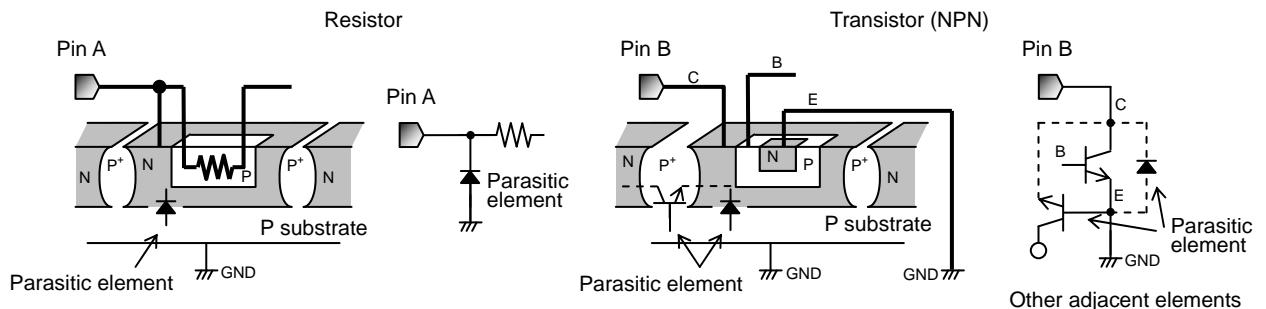 Resistor
Transistor (NPN)
Pin A
Pin B
Pin B
B
C
E
Pin A
C
N
P+
N
P
P+
N
N
P+
N
P
P+
N
B
E
Parasitic
element
P substrate
P substrate
Parasitic
element
GND
Parasitic element
GND
Parasitic element
GND
GND
Other adjacent elements